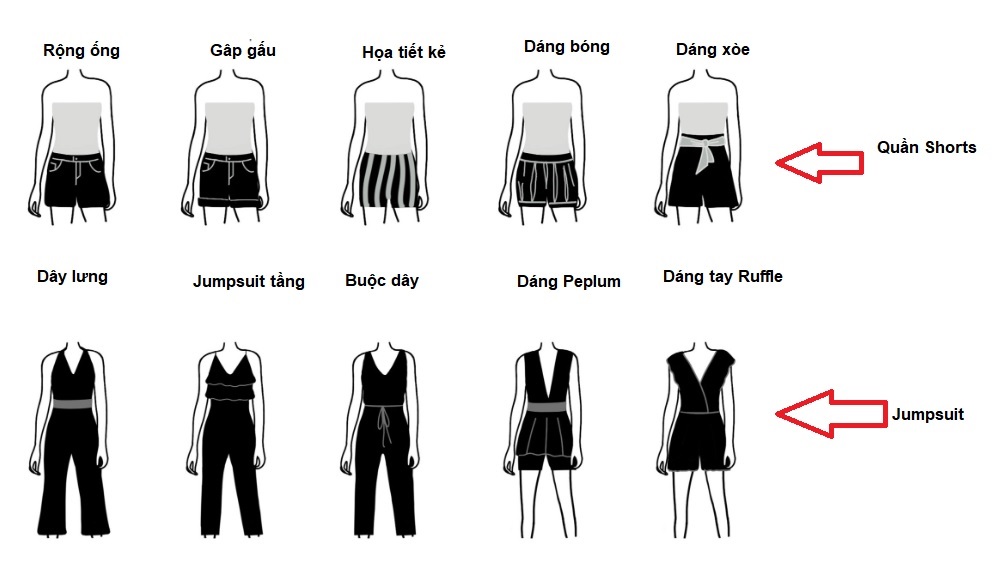 Rộng ống
Gâp gấu
Họa tiết kẻ
Dáng bóng
Dáng xòe
Quần Shorts
Dây lưng
Jumpsuit tầng
Buộc dây
Dáng Peplum
Dáng tay Ruffle
Jumpsuit